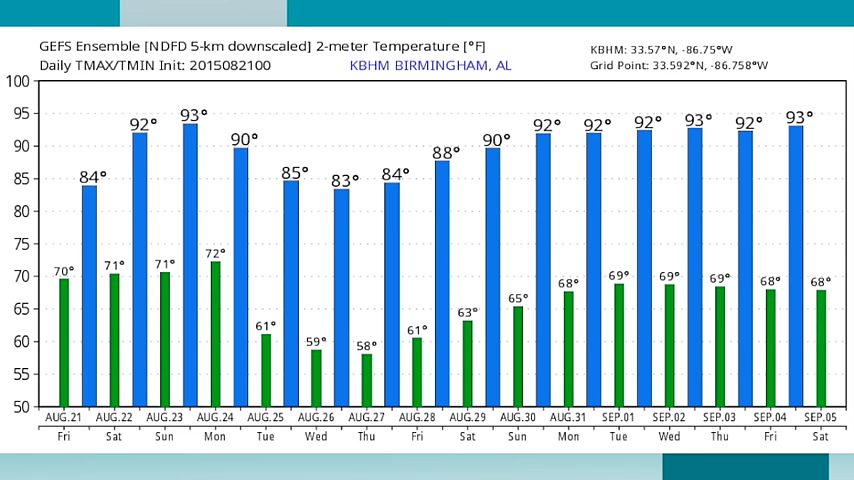 GEFS Ensemble [NDFD 5-km downscaled] 2-meter Temperature [°F]
KBHM: 33.57°N, -86.75°W
Daily TMAX/TMIN Init: 2015082100
KBHM BIRMINGHAM, AL
Grid Point: 33.592°N, -86.758°W
100
95
90
85
80
75
70
65
60
55
50
84° 92° 93° 90° 85° 83° 84° 88° 90° 92° 92° 92° 93° 92° 93°
70° 71° 71° 72° 61° 59° 58° 61° 63° 65° 68° 69° 69° 69° 68° 68°
AUG.21 AUG.22 AUG.23 AUG.24 AUG.25 AUG.26 AUG.27 AUG.28 AUG.29 AUG.30 AUG.31 SEP.01 SEP.02 SEP.03 SEP.04 SEP.05
Fri Sat Sun Mon Tue Wed Thu Fri Sat Sun Mon Tue Wed Thu Fri Sat